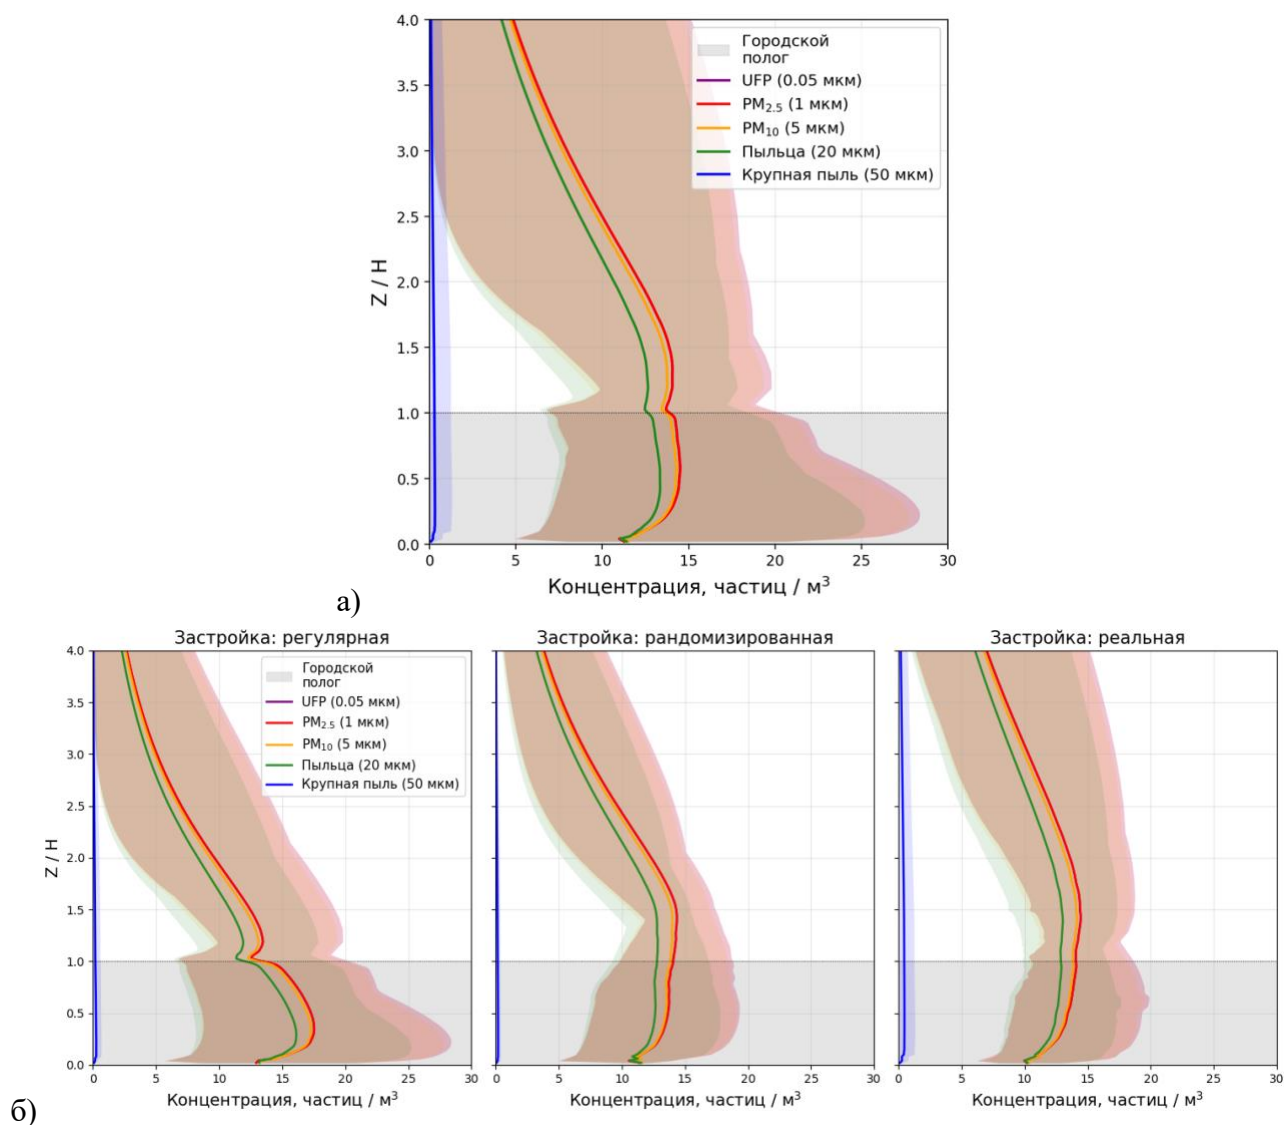 4.0
3.5
3.0
2.5
2.0
1.5
1.0
0.5
0.0
Z / H
0 5 10 15 20 25 30
Концентрация, частиц / м³
Городской
полог
UFP (0.05 мкм)
PM₂.₅ (1 мкм)
PM₁₀ (5 мкм)
Пыльца (20 мкм)
Крупная пыль (50 мкм)
а)
Застройка: регулярная
4.0
3.5
3.0
2.5
2.0
1.5
1.0
0.5
0.0
Z / H
Городской
полог
UFP (0.05 мкм)
PM₂.₅ (1 мкм)
PM₁₀ (5 мкм)
Пыльца (20 мкм)
Крупная пыль (50 мкм)
0 5 10 15 20 25 30
Концентрация, частиц / м³
Застройка: рандомизированная
0 5 10 15 20 25 30
Концентрация, частиц / м³
Застройка: реальная
0 5 10 15 20 25 30
Концентрация, частиц / м³
б)